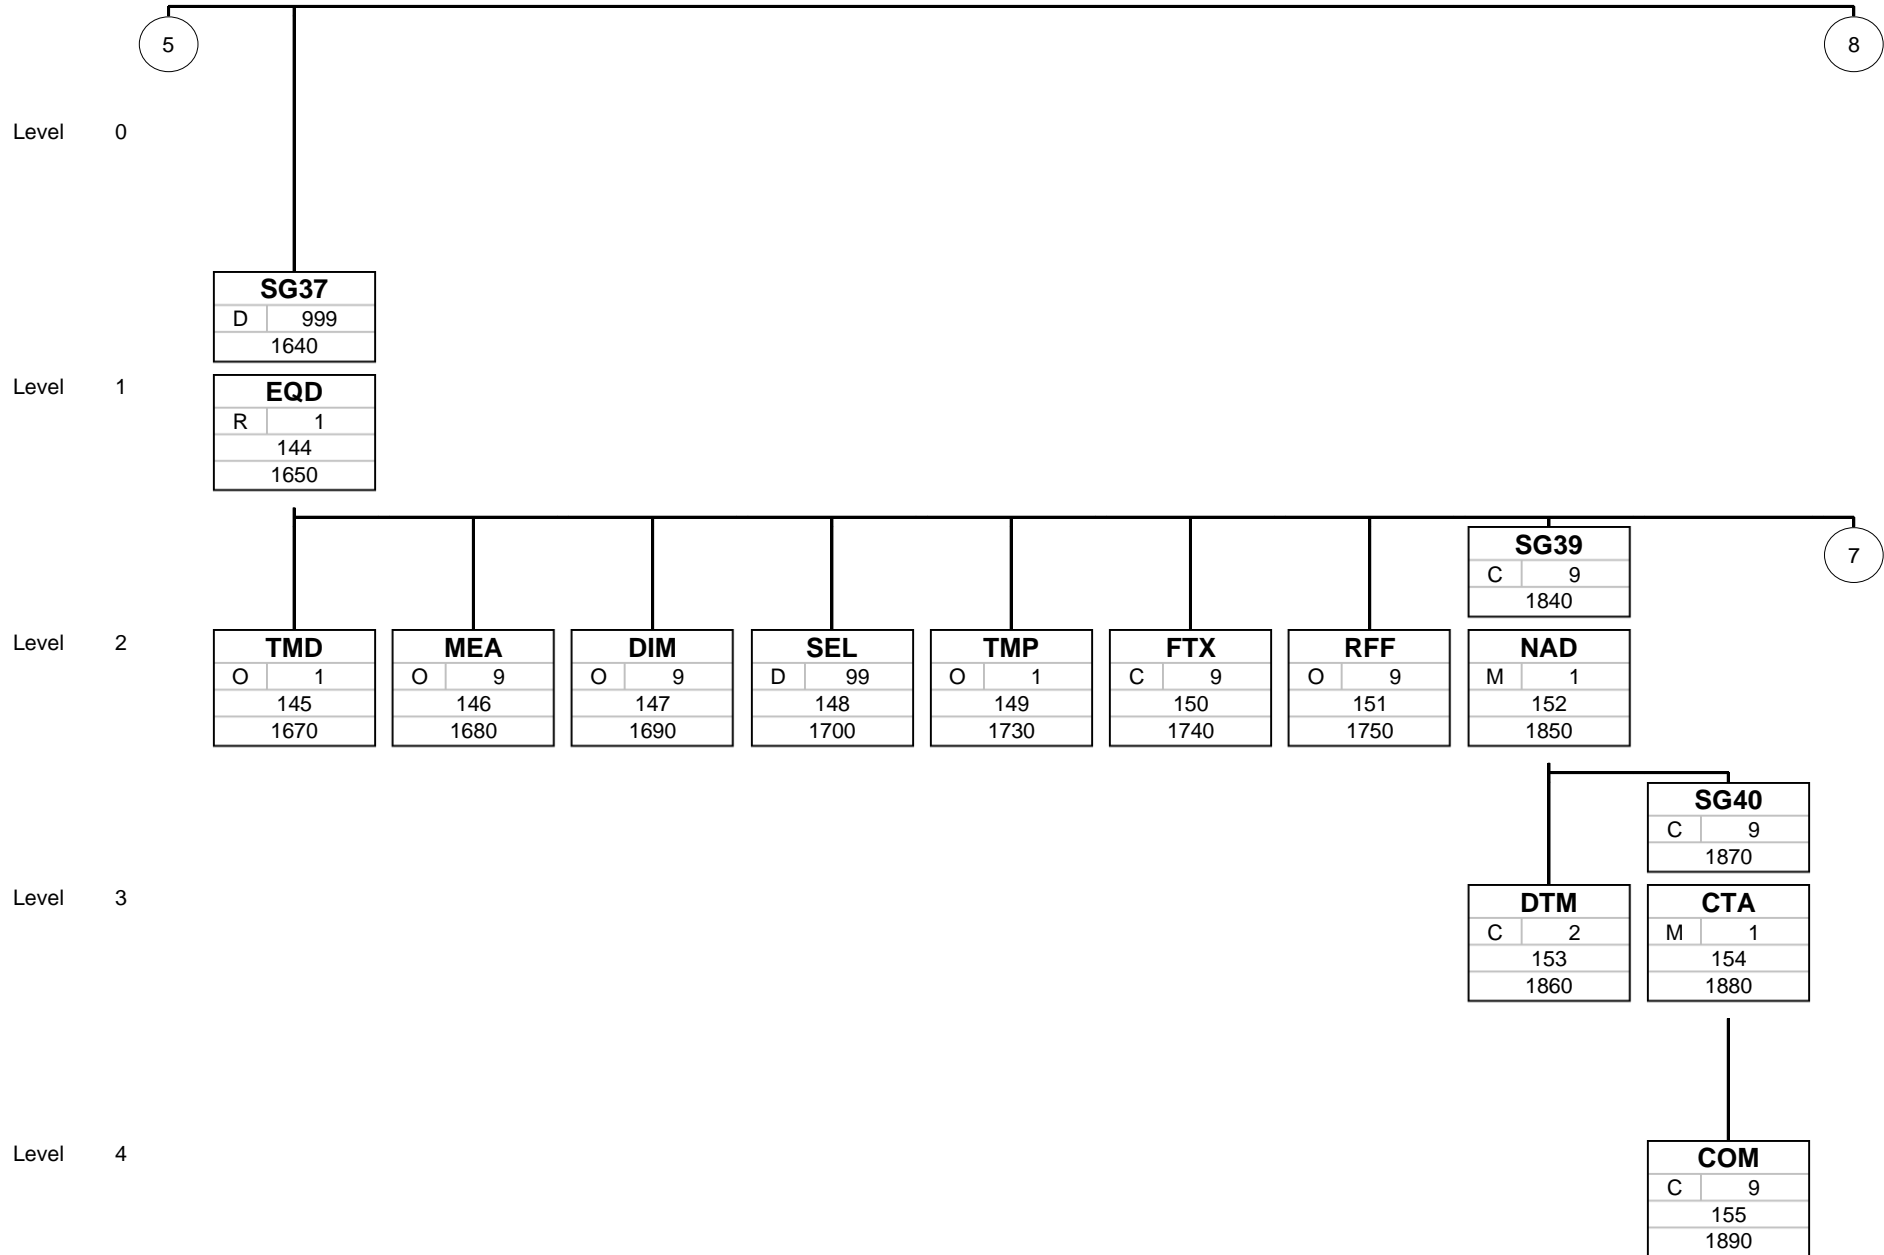 5
8
Level 0
SG37
D 999
1640
Level 1
EQD
R 1
144
1650
SG39
C 9
1840
7
Level 2
TMD
O 1
145
1670
MEA
O 9
146
1680
DIM
O 9
147
1690
SEL
D 99
148
1700
TMP
O 1
149
1730
FTX
C 9
150
1740
RFF
O 9
151
1750
NAD
M 1
152
1850
SG40
C 9
1870
Level 3
DTM
C 2
153
1860
CTA
M 1
154
1880
Level 4
COM
C 9
155
1890